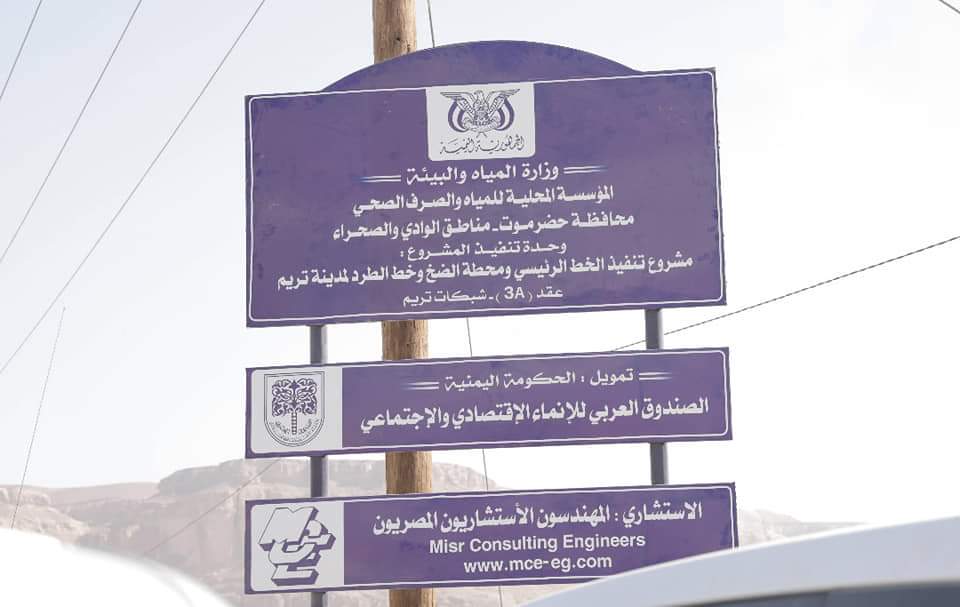 الجمهورية اليمنية
وزارة المياه والبيئة
المؤسسة المحلية للمياه والصرف الصحي
محافظة حضرموت - مناطق الوادي والصحراء
وحدة تنفيذ المشروع :
مشروع تنفيذ الخط الرئيسي ومحطة الضخ وخط الطرد لمدينة تريم
عقد (3A) - شبكات تريم
تمويل : الحكومة اليمنية
الصندوق العربي للإنماء الإقتصادي والإجتماعي
الاستشاري : المهندسون الأستشاريون المصريون
Misr Consulting Engineers
www.mce-eg.com
MCE